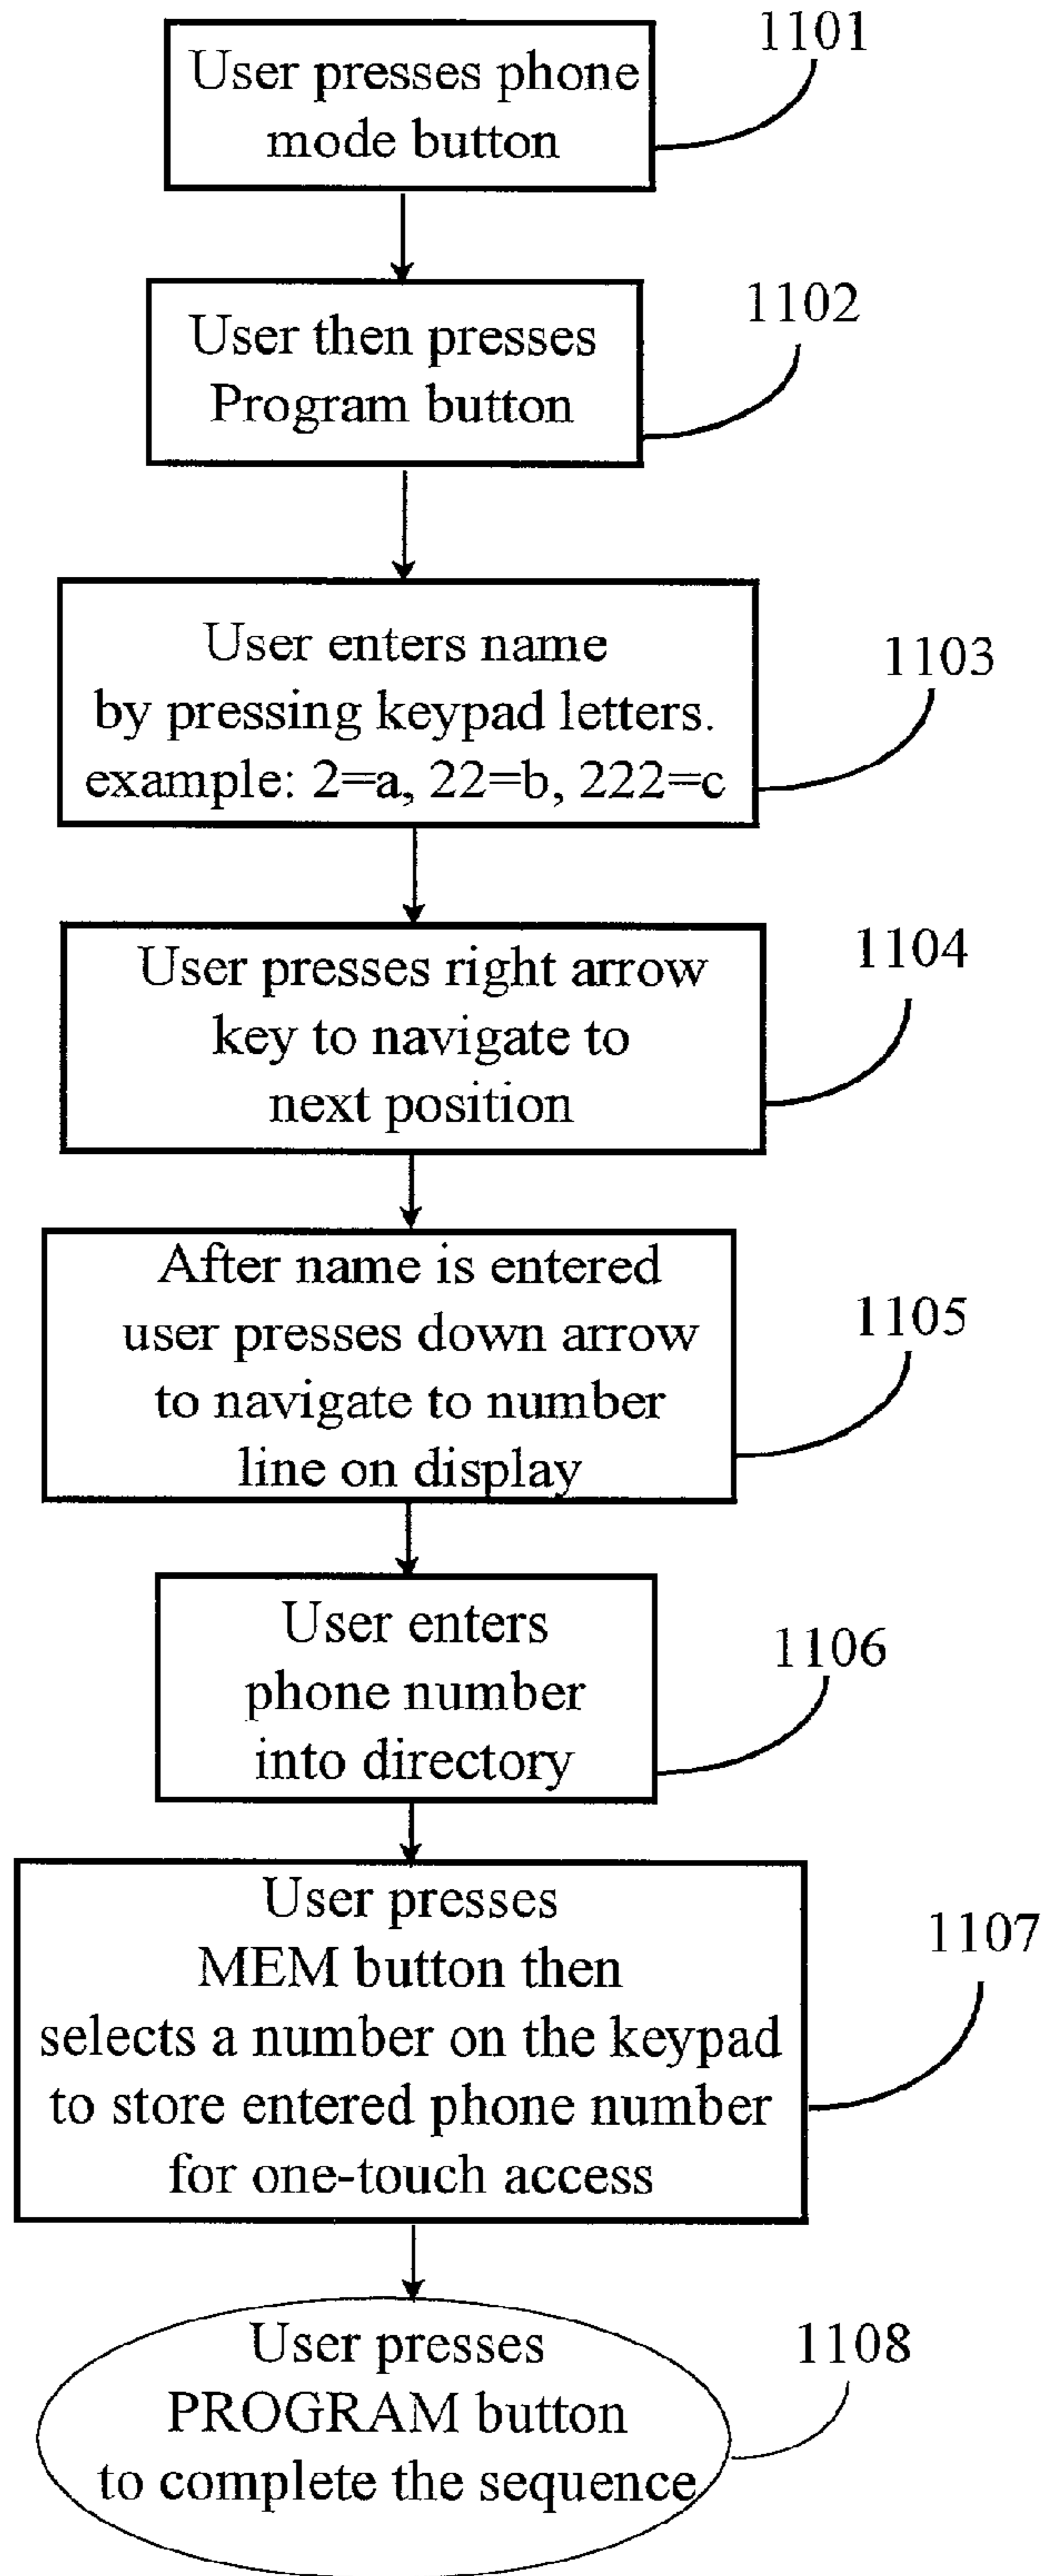 1101
User presses phone
mode button
1102
User then presses
Program button
User enters name
1103
by pressing keypad letters.
example: 2=a, 22=b, 222=c
1104
User presses right arrow
key to navigate to
next position
After name is entered
1105
user presses down arrow
to navigate to number
line on display
User enters
1106
phone number
into directory
User presses
1107
MEM button then
selects a number on the keypad
to store entered phone number
for one-touch access
User presses
1108
PROGRAM button
to complete the sequence